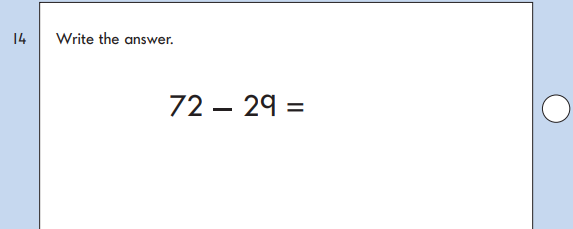 14 Write the answer.
72 – 29 =